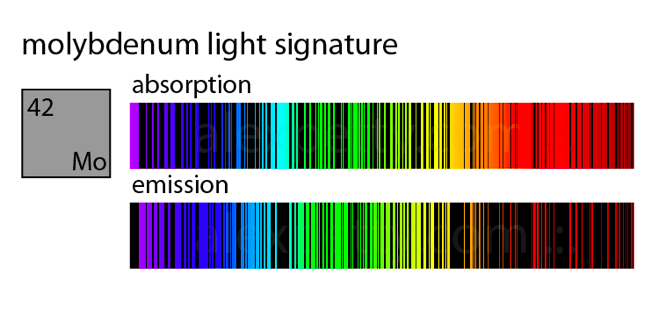 molybdenum light signature
absorption
42
Mo
emission